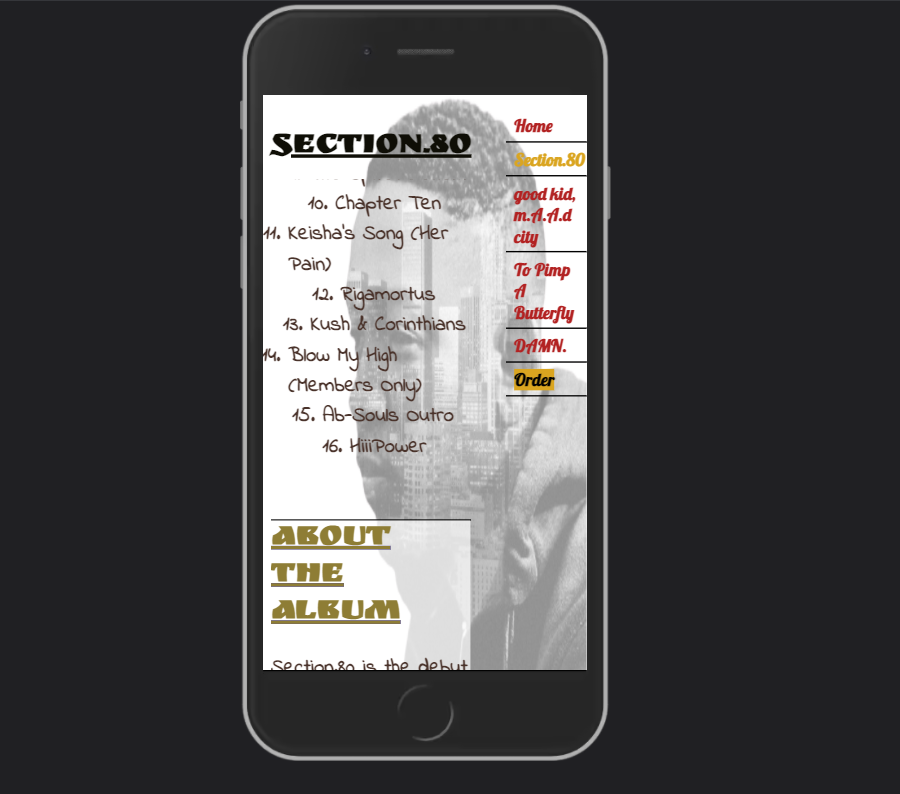 SECTION.80
10. Chapter Ten
11. Keisha's Song (Her
Pain)
12. Rigamortus
13. Kush & Corinthians
14. Blow My High
(Members Only)
15. Ab-Souls Outro
16. HiiiPower
ABOUT
THE
ALBUM
Section.80 is the debut
Home
Section.80
good kid,
m.A.A.d
city
To Pimp
A
Butterfly
DAMN.
Order